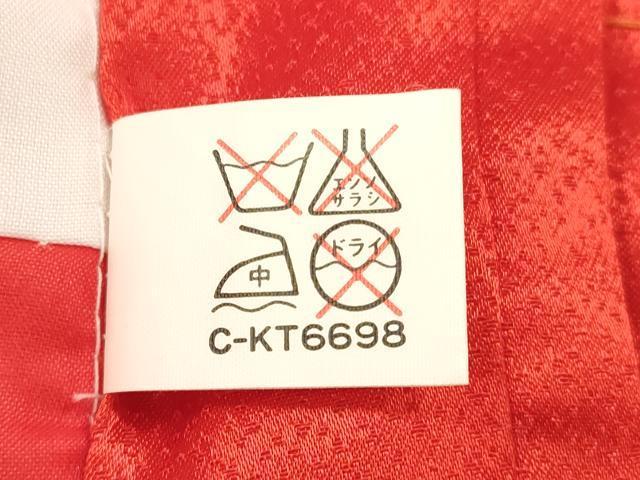 エンソ
サラシ
中
ドライ
C-KT6698